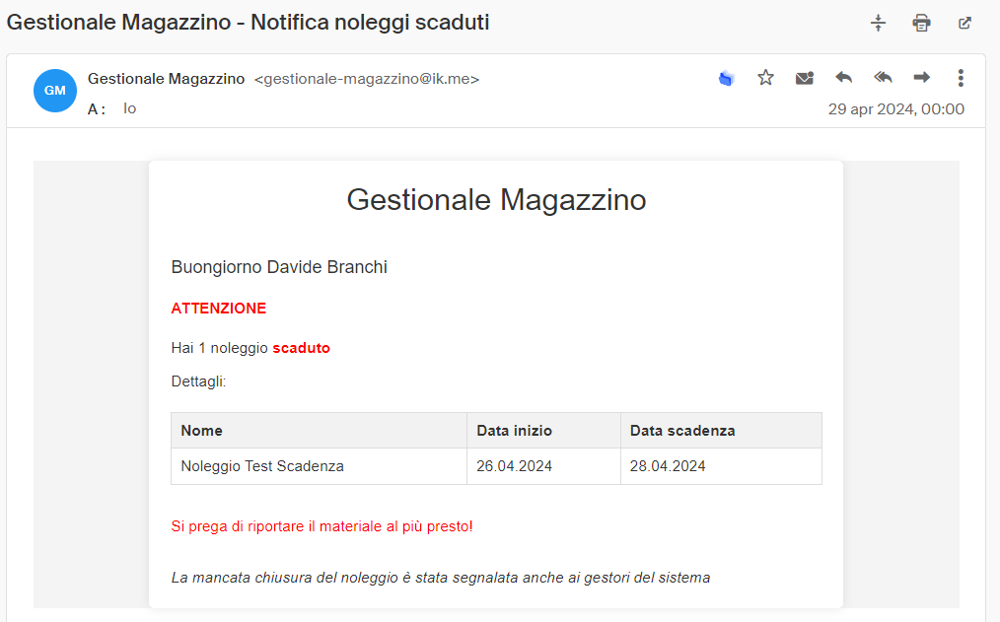 Gestionale Magazzino - Notifica noleggi scaduti
GM
Gestionale Magazzino <gestionale-magazzino@ik.me>
A : Io
29 apr 2024, 00:00
Gestionale Magazzino
Buongiorno Davide Branchi
ATTENZIONE
Hai 1 noleggio scaduto
Dettagli:
Nome Data inizio Data scadenza
Noleggio Test Scadenza 26.04.2024 28.04.2024
Si prega di riportare il materiale al più presto!
La mancata chiusura del noleggio è stata segnalata anche ai gestori del sistema